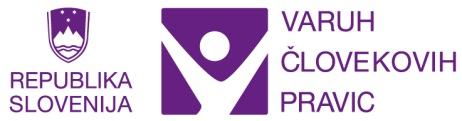 REPUBLIKA
SLOVENIJA
VARUH
ČLOVEKOVIH
PRAVIC